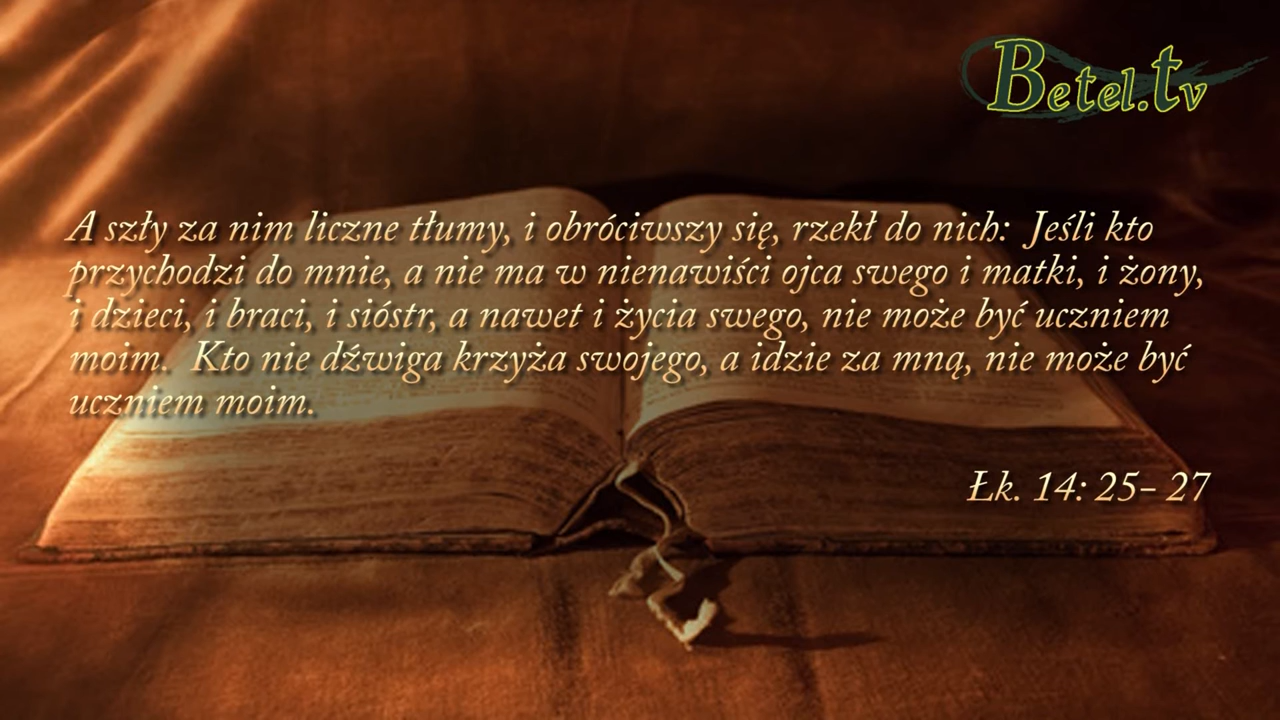 Betel.tv
A szły za nim liczne tłumy, i obróciwszy się, rzekł do nich: Jeśli kto
przychodzi do mnie, a nie ma w nienawiści ojca swego i matki, i żony,
i dzieci, i braci, i sióstr, a nawet i życia swego, nie może być uczniem
moim. Kto nie dźwiga krzyża swojego, a idzie za mną, nie może być
uczniem moim.
Łk. 14: 25- 27